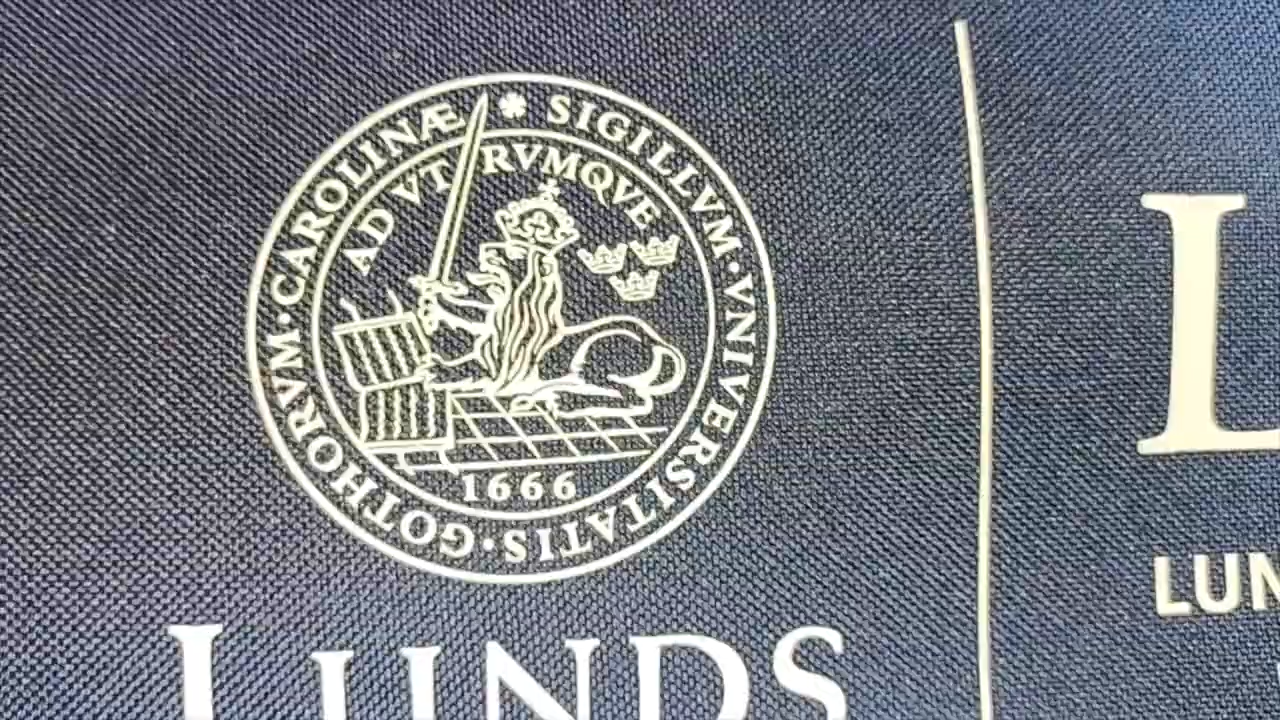 * SIGILLVM · VNIVERSITATIS · GOTHORVM · CAROLINÆ
AD VTRVMQVE
1666
LUNDS
L
LUN